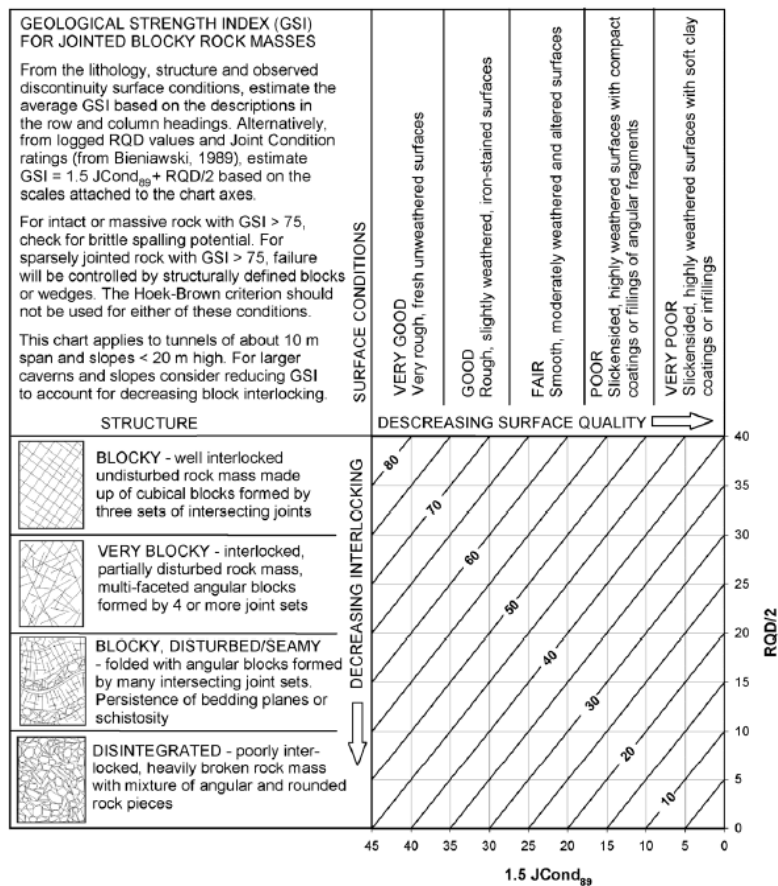 GEOLOGICAL STRENGTH INDEX (GSI)
FOR JOINTED BLOCKY ROCK MASSES
From the lithology, structure and observed
discontinuity surface conditions, estimate the
average GSI based on the descriptions in
the row and column headings. Alternatively,
from logged RQD values and Joint Condition
ratings (from Bieniawski, 1989), estimate
GSI = 1.5 JCond89 + RQD/2 based on the
scales attached to the chart axes.
For intact or massive rock with GSI > 75,
check for brittle spalling potential. For
sparsely jointed rock with GSI > 75, failure
will be controlled by structurally defined blocks
or wedges. The Hoek-Brown criterion should
not be used for either of these conditions.
This chart applies to tunnels of about 10 m
span and slopes < 20 m high. For larger
caverns and slopes consider reducing GSI
to account for decreasing block interlocking.
STRUCTURE
SURFACE CONDITIONS
VERY GOOD
Very rough, fresh unweathered surfaces
GOOD
Rough, slightly weathered, iron-stained surfaces
FAIR
Smooth, moderately weathered and altered surfaces
POOR
Slickensided, highly weathered surfaces with compact
coatings or fillings of angular fragments
VERY POOR
Slickensided, highly weathered surfaces with soft clay
coatings or infillings
DESCREASING SURFACE QUALITY
BLOCKY - well interlocked
undisturbed rock mass made
up of cubical blocks formed by
three sets of intersecting joints
VERY BLOCKY - interlocked,
partially disturbed rock mass,
multi-faceted angular blocks
formed by 4 or more joint sets
BLOCKY, DISTURBED/SEAMY
- folded with angular blocks formed
by many intersecting joint sets.
Persistence of bedding planes or
schistosity
DISINTEGRATED - poorly inter-
locked, heavily broken rock mass
with mixture of angular and rounded
rock pieces
DECREASING INTERLOCKING
80
70
60
50
40
30
20
10
40
35
30
25
20
15
10
5
0
RQD/2
45 40 35 30 25 20 15 10 5 0
1.5 JCond89